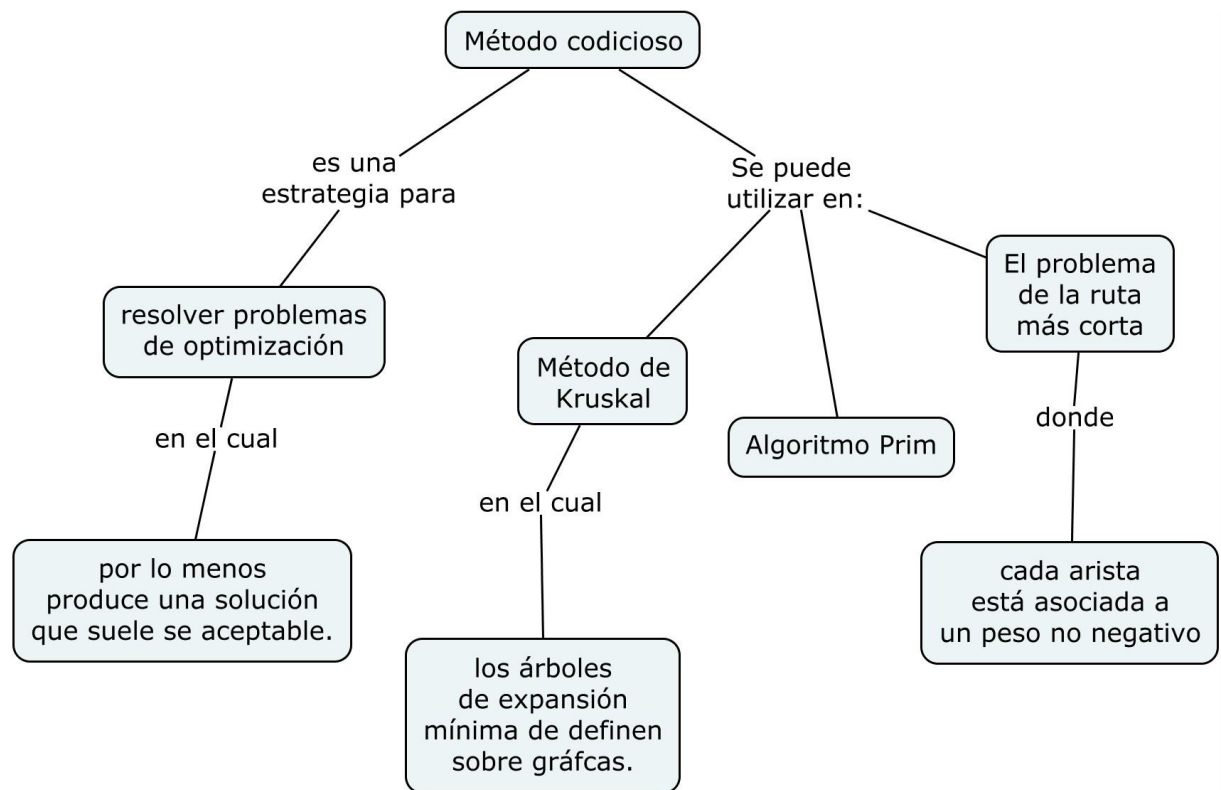 Método codicioso
es una
estrategia para
Se puede
utilizar en:
resolver problemas
de optimización
El problema
de la ruta
más corta
Método de
Kruskal
Algoritmo Prim
en el cual
donde
en el cual
por lo menos
produce una solución
que suele se aceptable.
cada arista
está asociada a
un peso no negativo
los árboles
de expansión
mínima de definen
sobre gráfcas.